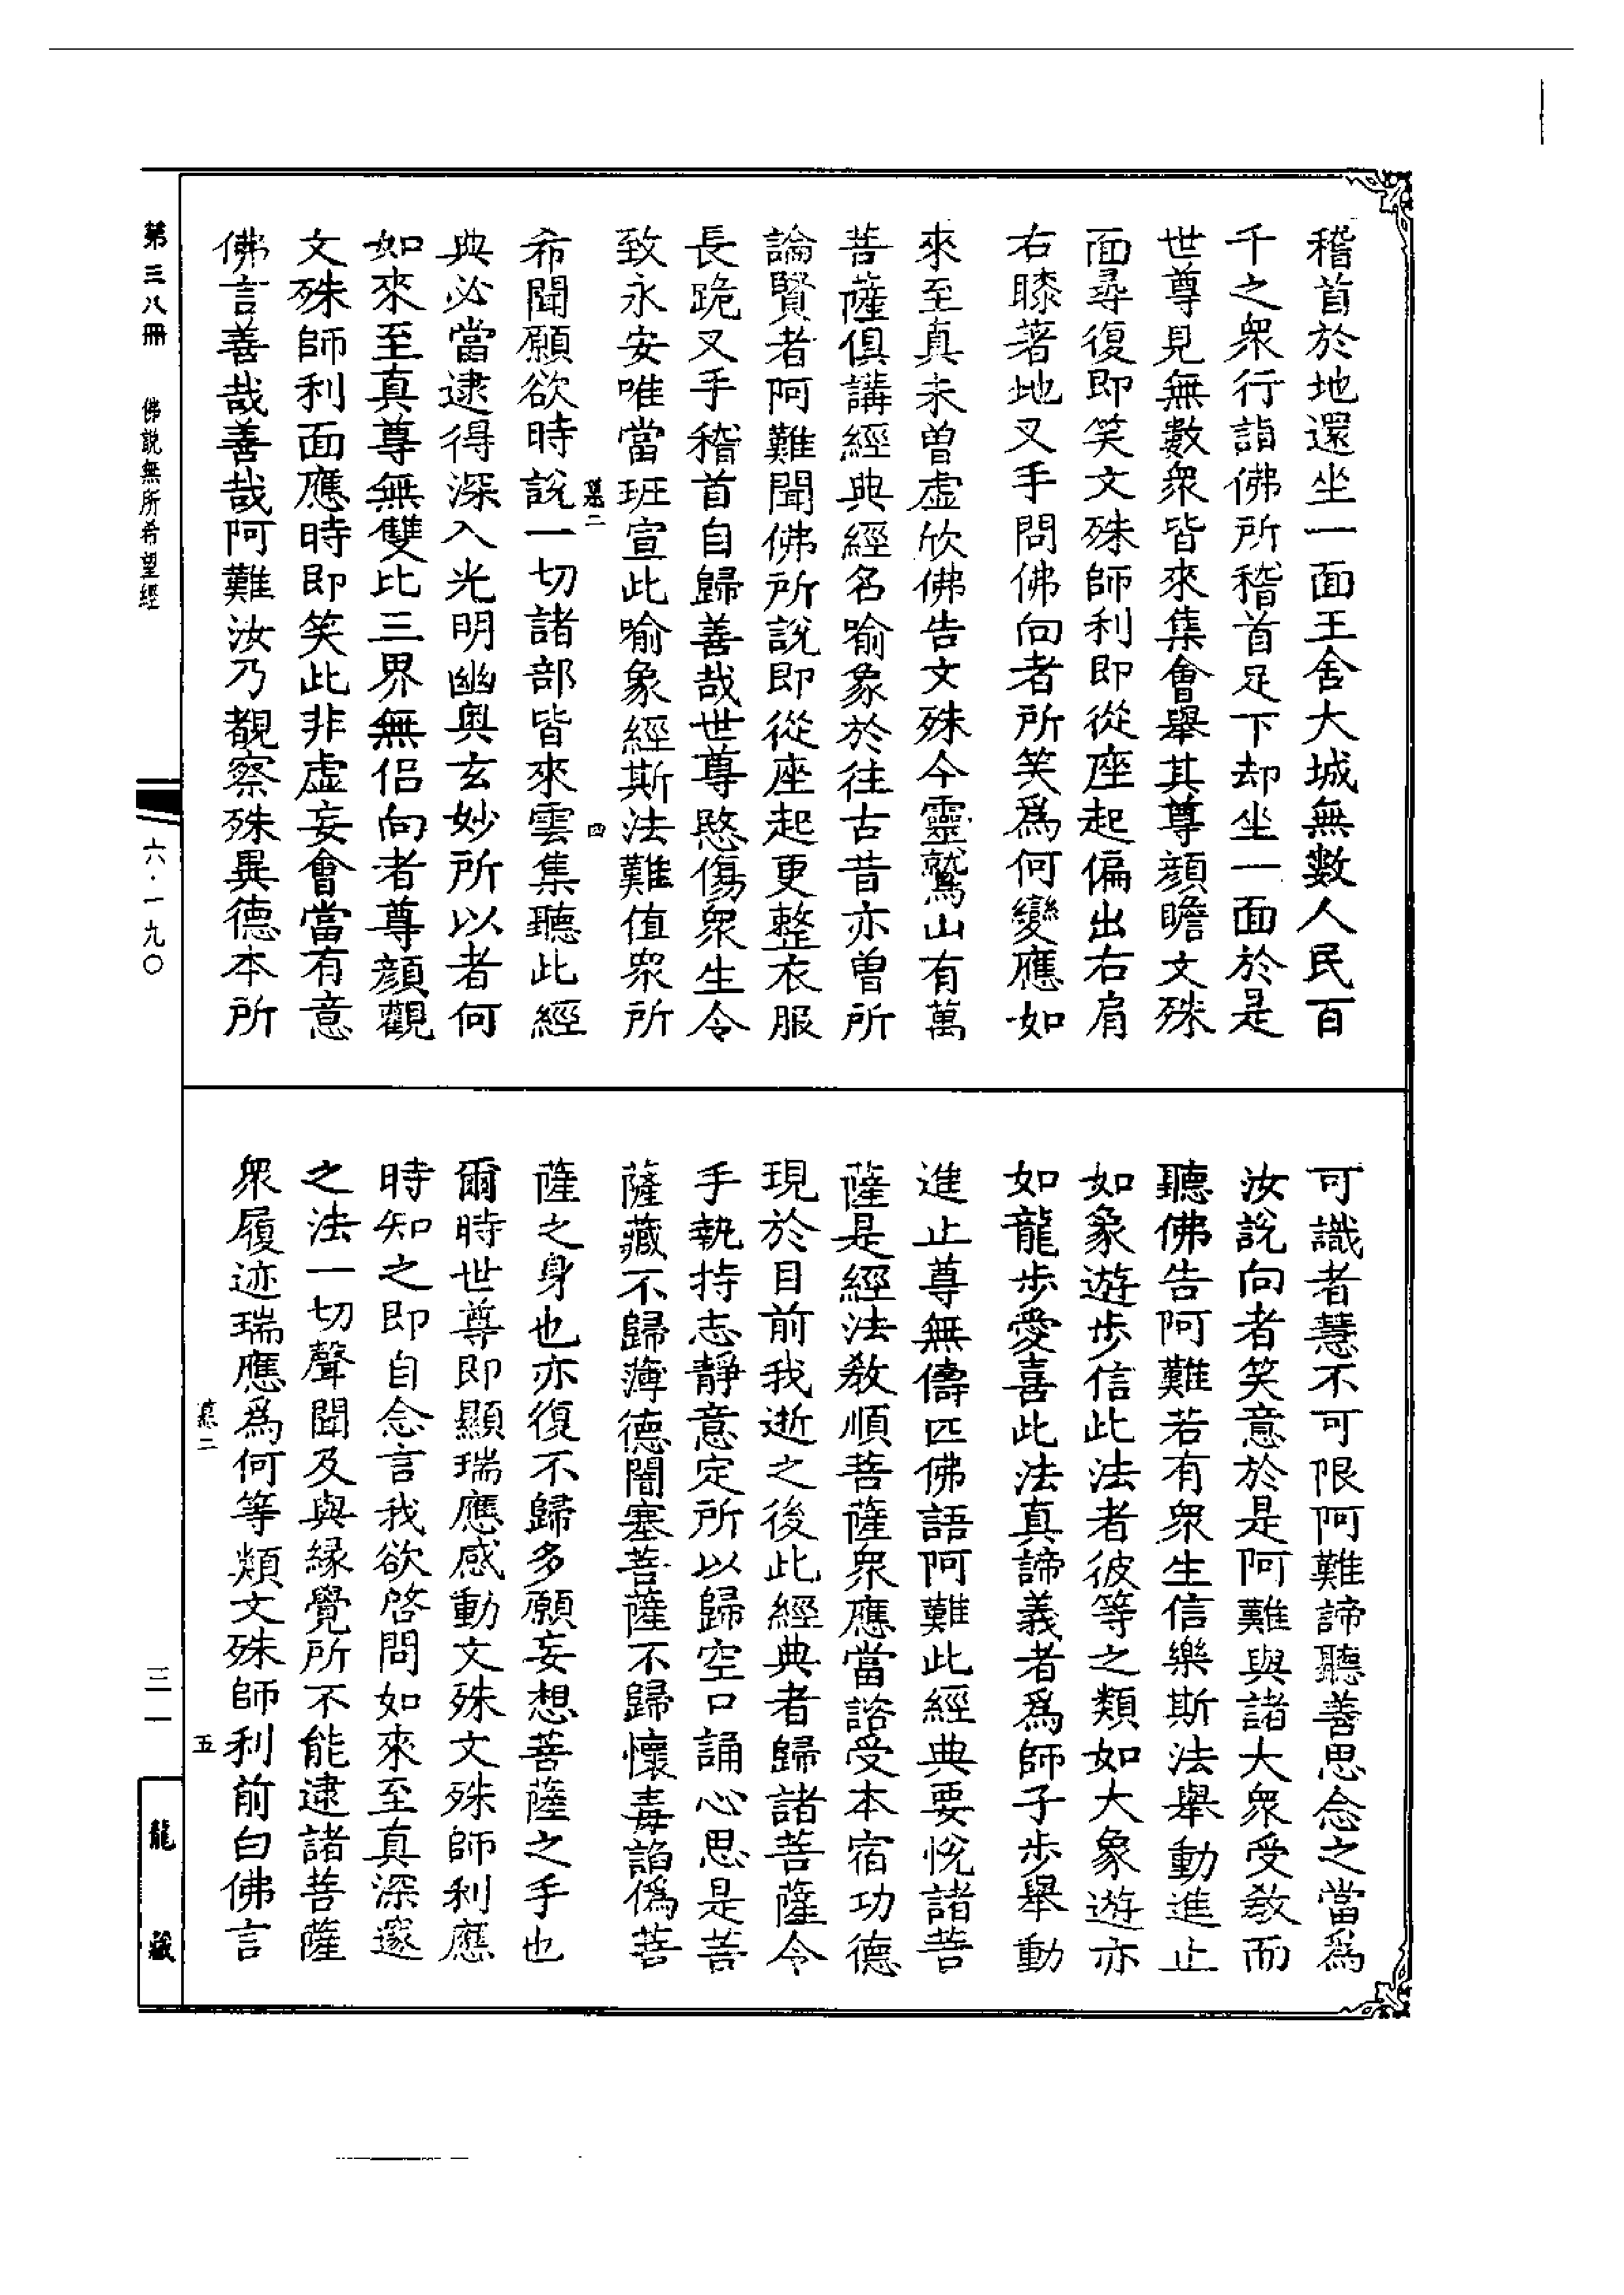 稽首於地還坐一面王舍大城無數人民百
千之衆行詣佛所稽首足下却坐一面於是
世尊見無數衆皆來集會舉其尊顏瞻文殊
面尋復即笑文殊師利即從座起偏出右肩
右膝著地叉手問佛向者所笑爲何變應如
來至真未曾虛欣佛告文殊今靈鷲山有萬
菩薩俱講經典經名喻象於往古昔亦曾所
論賢者阿難聞佛所說即從座起更整衣服
長跪叉手稽首自歸善哉世尊愍傷衆生令
致永安唯當班宣此喻象經斯法難值衆所
慕二
四
希聞願欲時說一切諸部皆來雲集聽此經
典必當逮得深入光明幽奧玄妙所以者何
如來至真尊無雙比三界無侶向者尊顏觀
文殊師利面應時即笑此非虛妄會當有意
佛言善哉善哉阿難汝乃覩察殊異德本所
可識者慧不可限阿難諦聽善思念之當爲
汝說向者笑意於是阿難與諸大衆受教而
聽佛告阿難若有衆生信樂斯法舉動進止
如象遊步信此法者彼等之類如大象遊亦
如龍步愛喜此法真諦義者爲師子步舉動
進止尊無儔匹佛語阿難此經典要悅諸菩
薩是經法教順菩薩衆應當諮受本宿功德
現於目前我逝之後此經典者歸諸菩薩令
手執持志靜意定所以歸空口誦心思是菩
薩藏不歸薄德闇塞菩薩不歸懷毒諂僞菩
薩之身也亦復不歸多願妄想菩薩之手也
爾時世尊即顯瑞應感動文殊文殊師利應
時知之即自念言我欲啓問如來至真深邃
之法一切聲聞及與緣覺所不能逮諸菩薩
衆履迹瑞應爲何等類文殊師利前白佛言
慕二
五
第三八冊
佛說無所希望經
六·一九〇
三一
龍藏